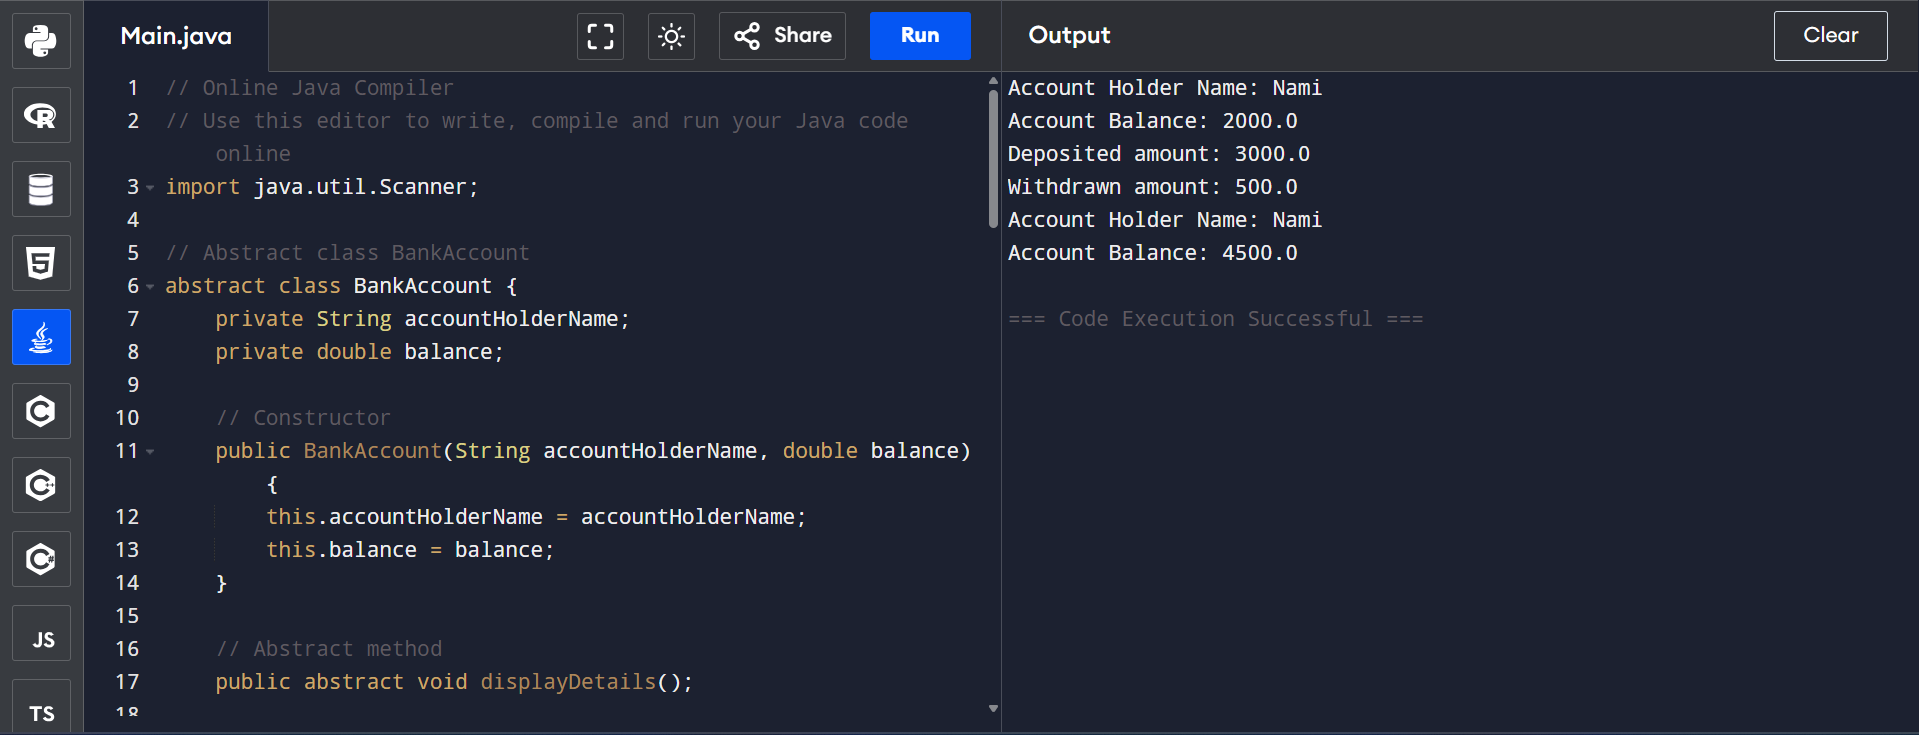 Main.java
Share
Run
Output
Clear
1 // Online Java Compiler
2 // Use this editor to write, compile and run your Java code
online
3 import java.util.Scanner;
4
5 // Abstract class BankAccount
6 abstract class BankAccount {
7 private String accountHolderName;
8 private double balance;
9
10 // Constructor
11 public BankAccount(String accountHolderName, double balance)
{
12 this.accountHolderName = accountHolderName;
13 this.balance = balance;
14 }
15
16 // Abstract method
17 public abstract void displayDetails();
18
Account Holder Name: Nami
Account Balance: 2000.0
Deposited amount: 3000.0
Withdrawn amount: 500.0
Account Holder Name: Nami
Account Balance: 4500.0
=== Code Execution Successful ===
R
5
C
C++
C#
JS
TS